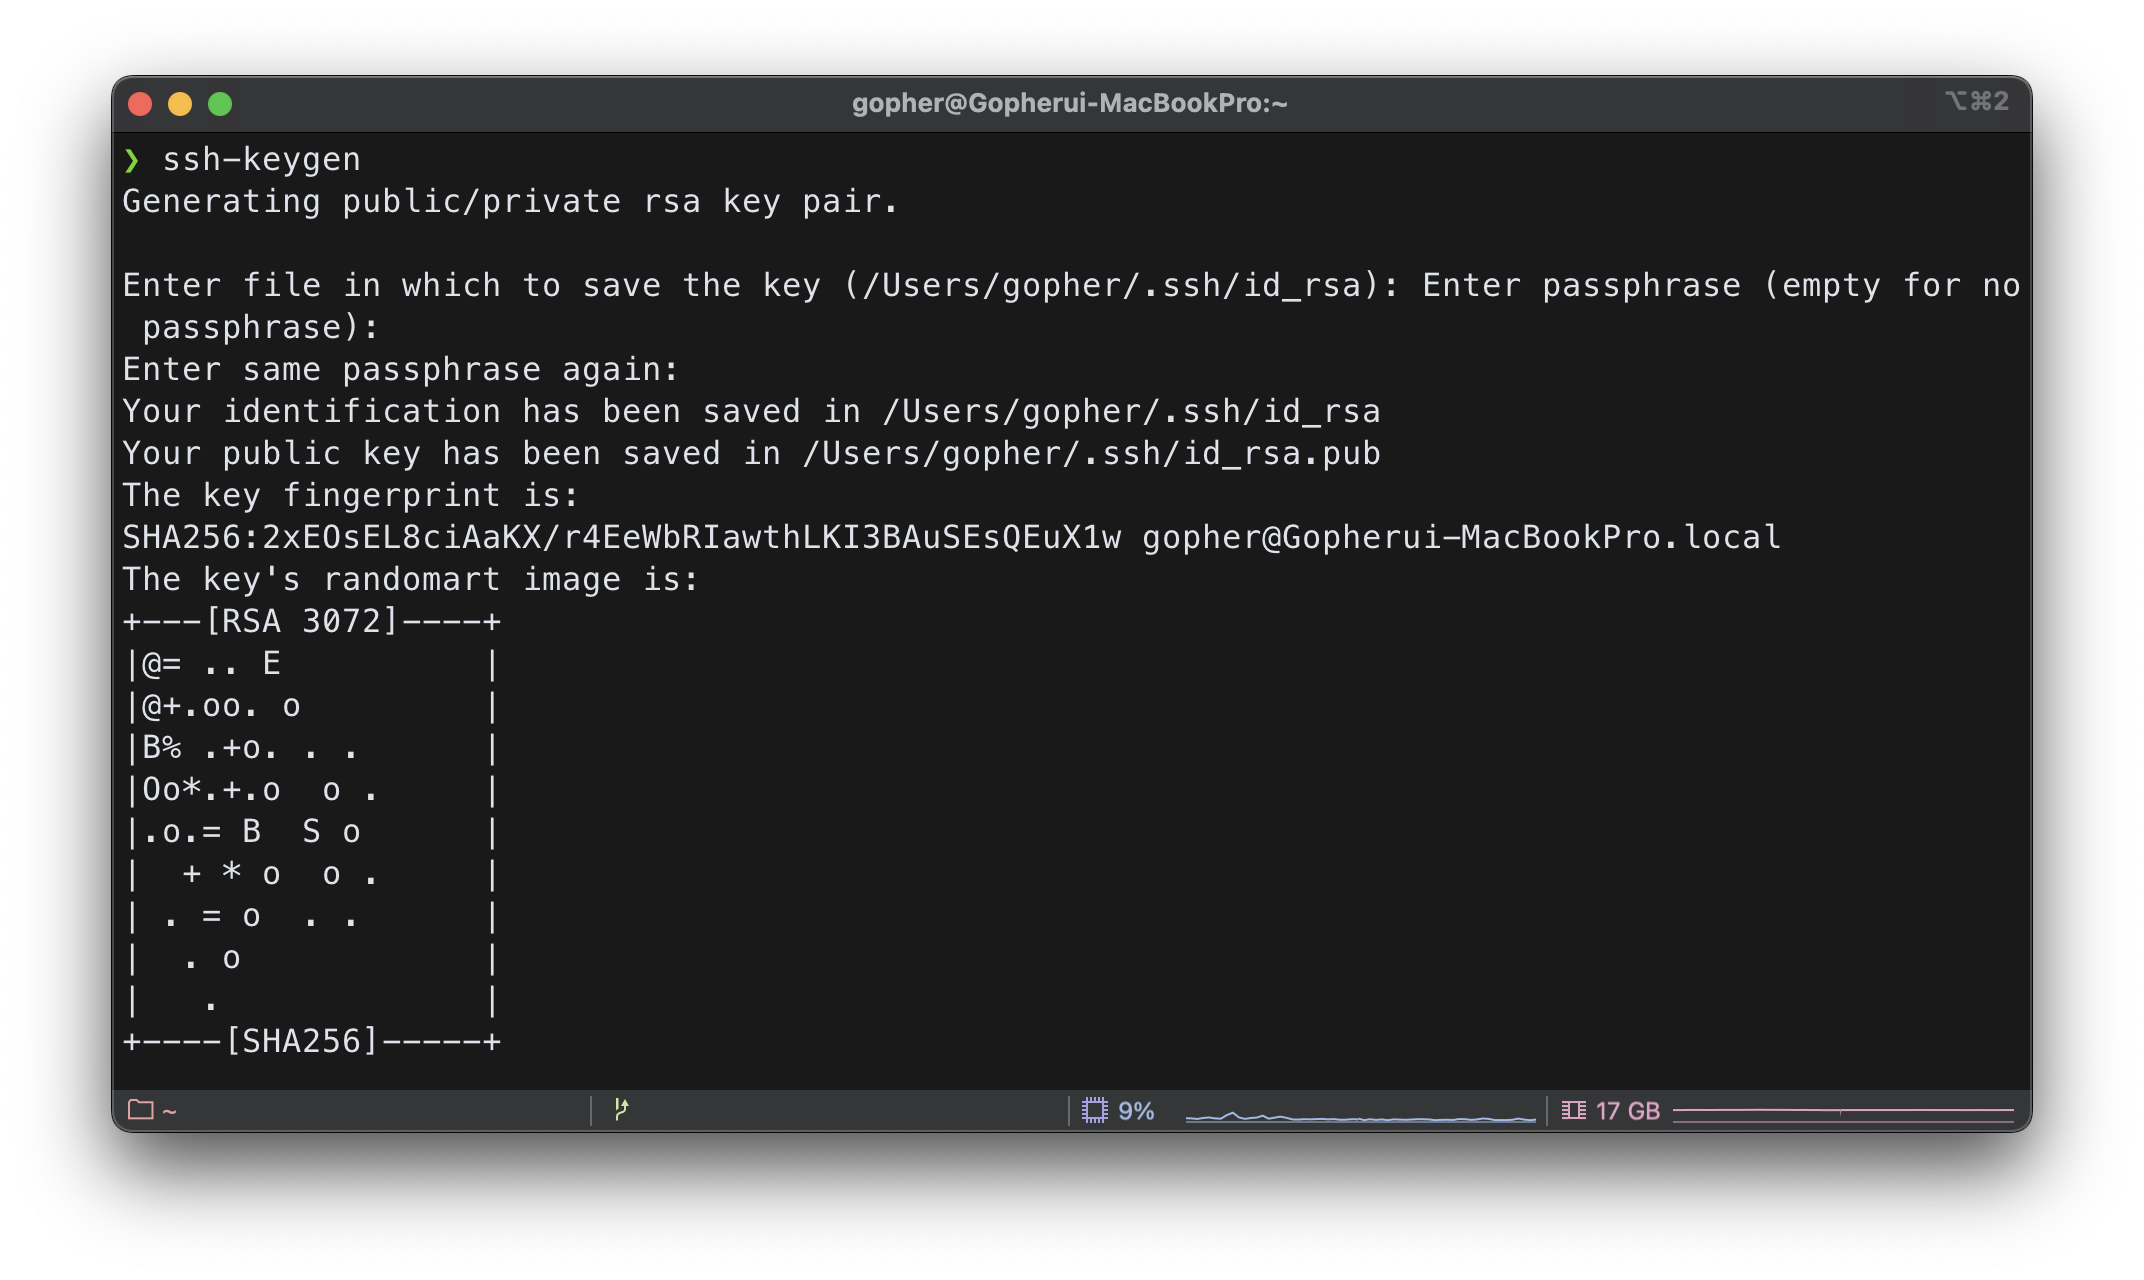 gopher@Gopherui-MacBookPro:~ ⌥⌘2
❯ ssh-keygen
Generating public/private rsa key pair.

Enter file in which to save the key (/Users/gopher/.ssh/id_rsa): Enter passphrase (empty for no
 passphrase):
Enter same passphrase again:
Your identification has been saved in /Users/gopher/.ssh/id_rsa
Your public key has been saved in /Users/gopher/.ssh/id_rsa.pub
The key fingerprint is:
SHA256:2xEOsEL8ciAaKX/r4EeWbRIawthLKI3BAuSEsQEuX1w gopher@Gopherui-MacBookPro.local
The key's randomart image is:
+---[RSA 3072]----+
|@= .. E          |
|@+.oo. o         |
|B% .+o. . .      |
|Oo*.+.o  o .     |
|.o.= B  S o      |
|  + * o  o .     |
| . = o  . .      |
|  . o            |
|   .             |
+----[SHA256]-----+
~ 9% 17 GB